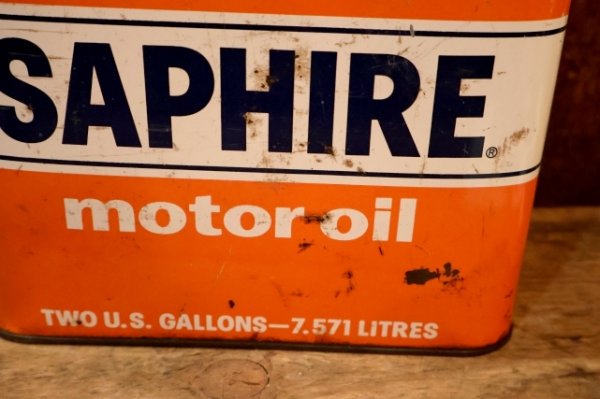 SAPHIRE®
motor oil
TWO U.S. GALLONS—7.571 LITRES